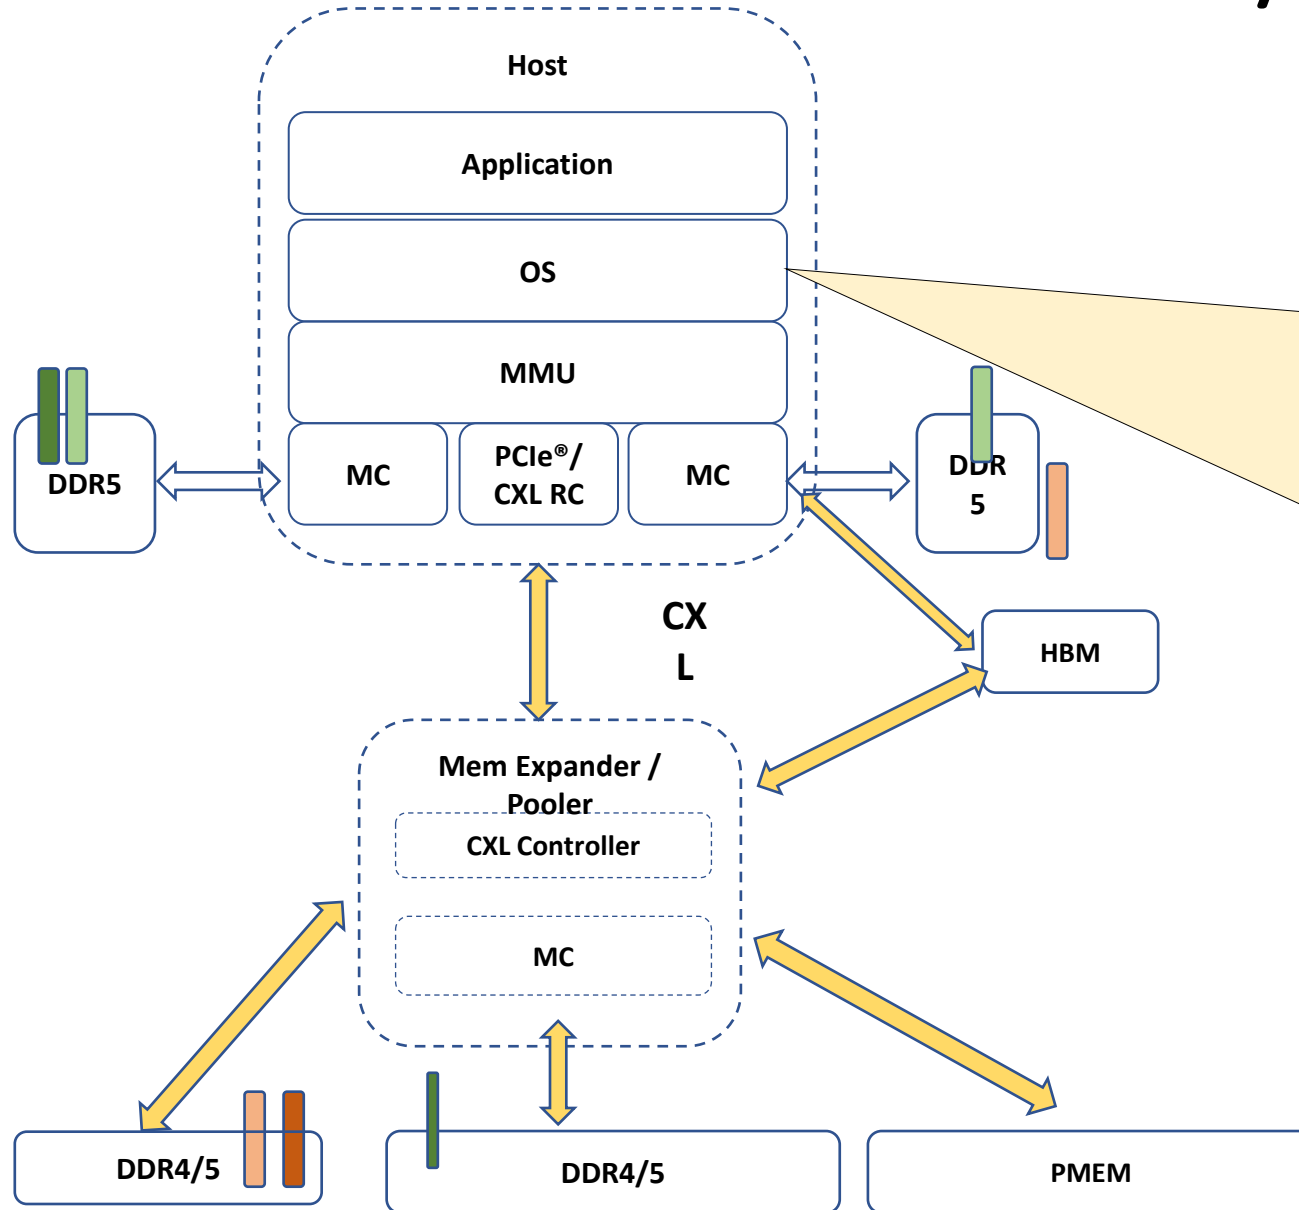 Host
Application
OS
MMU
DDR5
MC
PCIe®/
CXL RC
MC
DDR
5
CX
L
HBM
Mem Expander /
Pooler
CXL Controller
MC
DDR4/5
DDR4/5
PMEM